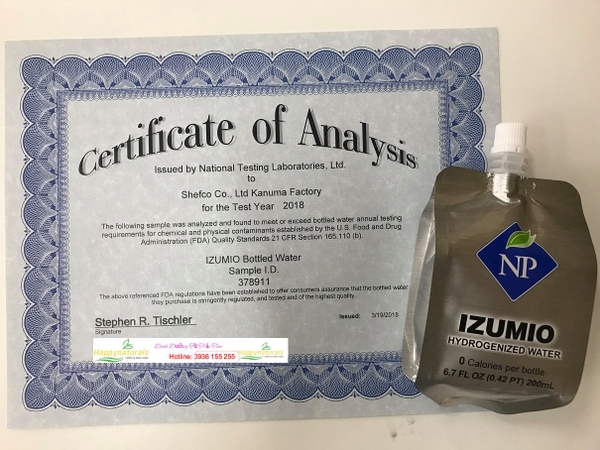 Certificate of Analysis
Issued by National Testing Laboratories, Ltd.
to
Shefco Co., Ltd Kanuma Factory
for the Test Year 2018
The following sample was analyzed and found to meet or exceed bottled water annual testing
requirements for chemical and physical contaminants established by the U.S. Food and Drug
Administration (FDA) Quality Standards 21 CFR Section 165.110 (b).
IZUMIO Bottled Water
Sample I.D.
378911
The above referenced FDA regulations have been established to offer consumers assurance that the bottled water
they purchase is stringently regulated, and tested and of the highest quality.
Stephen R. Tischler
Signature
Issued: 3/19/2018
Happynaturals
Hotline: 0936 155 255
Happynaturals
NP
IZUMIO
HYDROGENIZED WATER
0 Calories per bottle
6.7 FL OZ (0.42 PT) 200mL